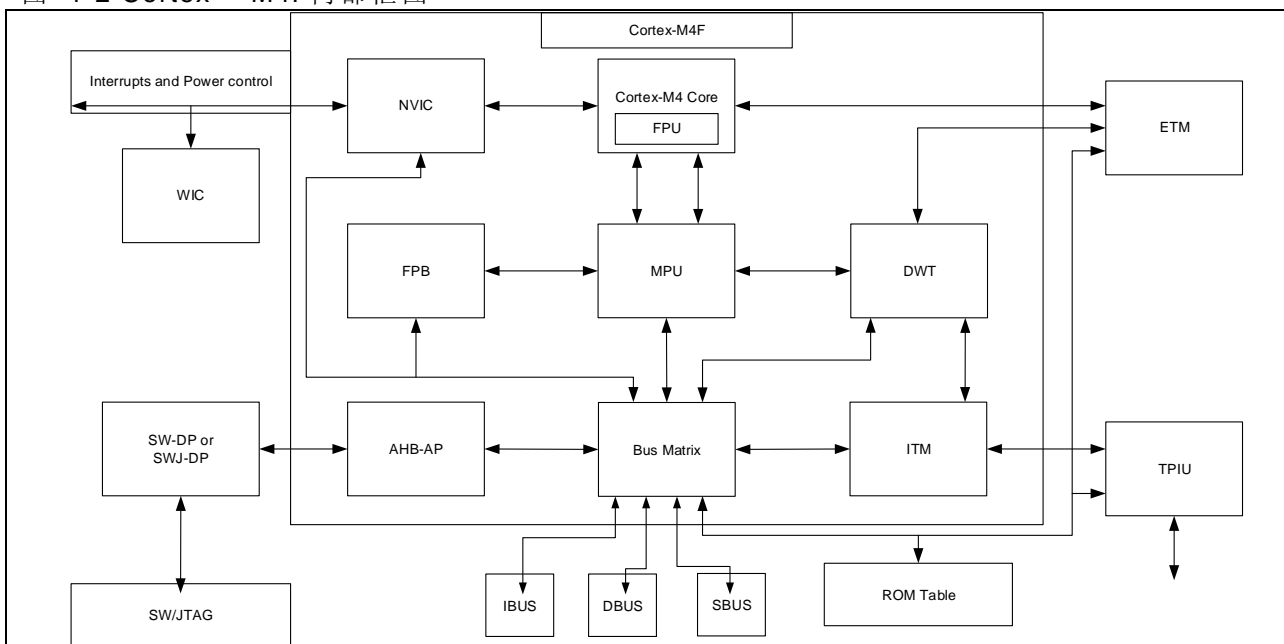 Cortex-M4F
Interrupts and Power control
NVIC
Cortex-M4 Core
FPU
ETM
WIC
FPB
MPU
DWT
SW-DP or
SWJ-DP
AHB-AP
Bus Matrix
ITM
TPIU
IBUS
DBUS
SBUS
ROM Table
SW/JTAG